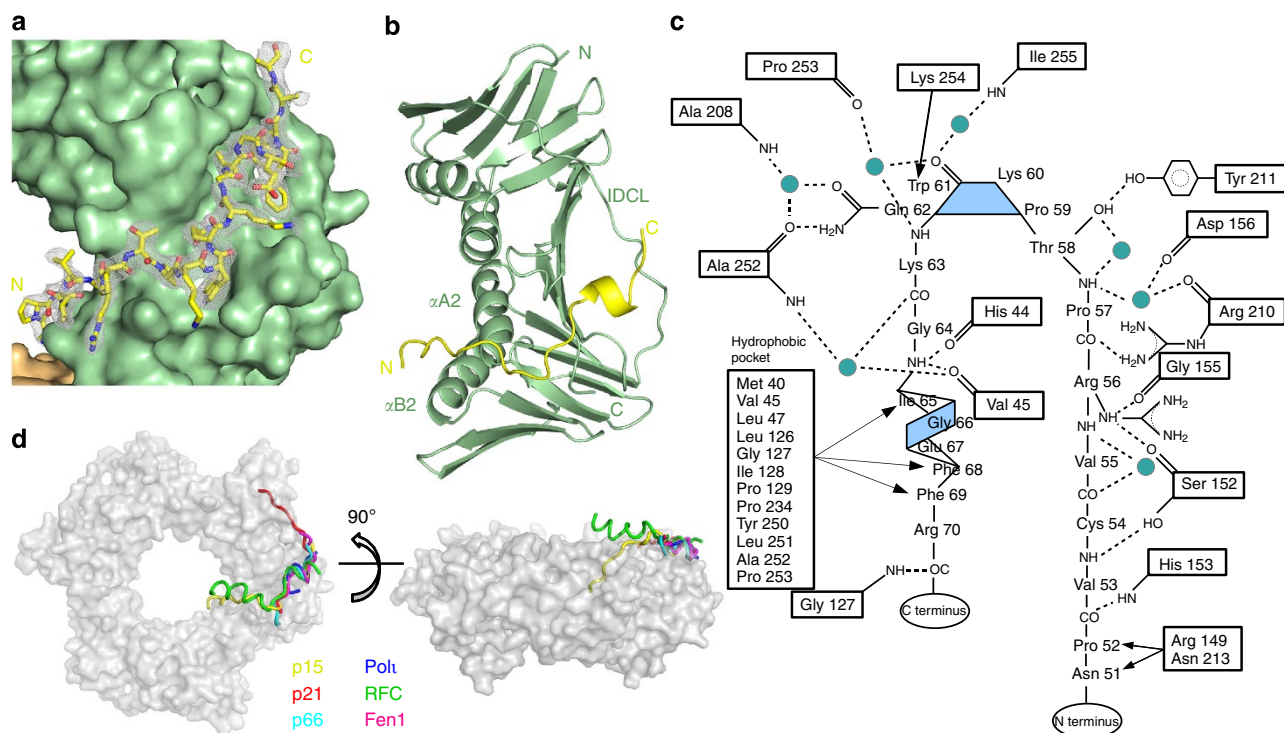 a
C
N
b
N
IDCL
C
αA2
N
αB2
C
c
Pro 253
O
Lys 254
Ile 255
HN
Ala 208
NH
O
O
Trp 61
Lys 60
HO
Tyr 211
Gln 62
Pro 59
OH
O
H2N
NH
Thr 58
Asp 156
O
Ala 252
Lys 63
NH
O
NH
CO
Pro 57
Arg 210
Gly 64
His 44
O
CO
H2N
NH
H2N
Hydrophobic
pocket
NH
O
Arg 56
Gly 155
O
Met 40
Val 45
Leu 47
Leu 126
Gly 127
Ile 128
Pro 129
Pro 234
Tyr 250
Leu 251
Ala 252
Pro 253
Ile 65
Val 45
Gly 66
Glu 67
Phe 68
Phe 69
Arg 70
NH
OC
Gly 127
C terminus
NH
NH2
NH
NH2
Val 55
O
Ser 152
CO
HO
Cys 54
NH
His 153
Val 53
HN
CO
Pro 52
Arg 149
Asn 213
Asn 51
N terminus
d
90°
p15
Polι
p21
RFC
p66
Fen1